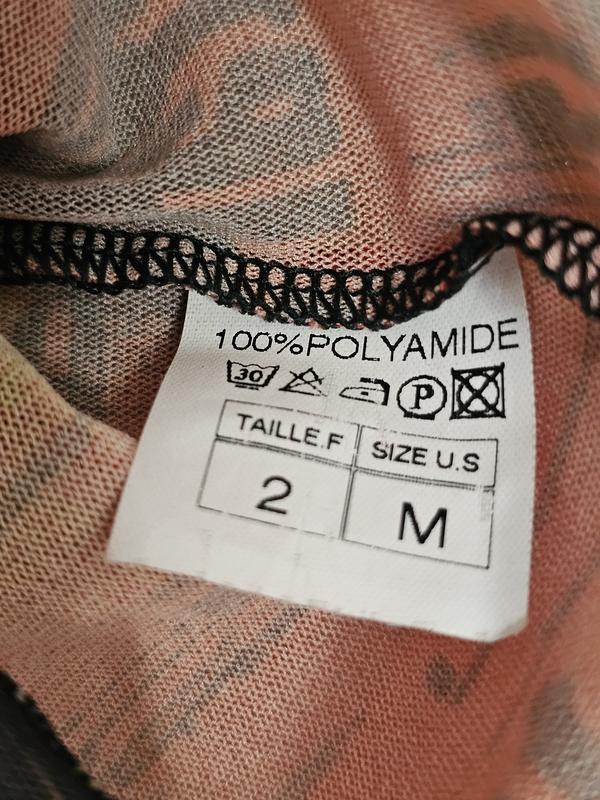 100%POLYAMIDE
30 P
TAILLE.F SIZE U.S
2 M